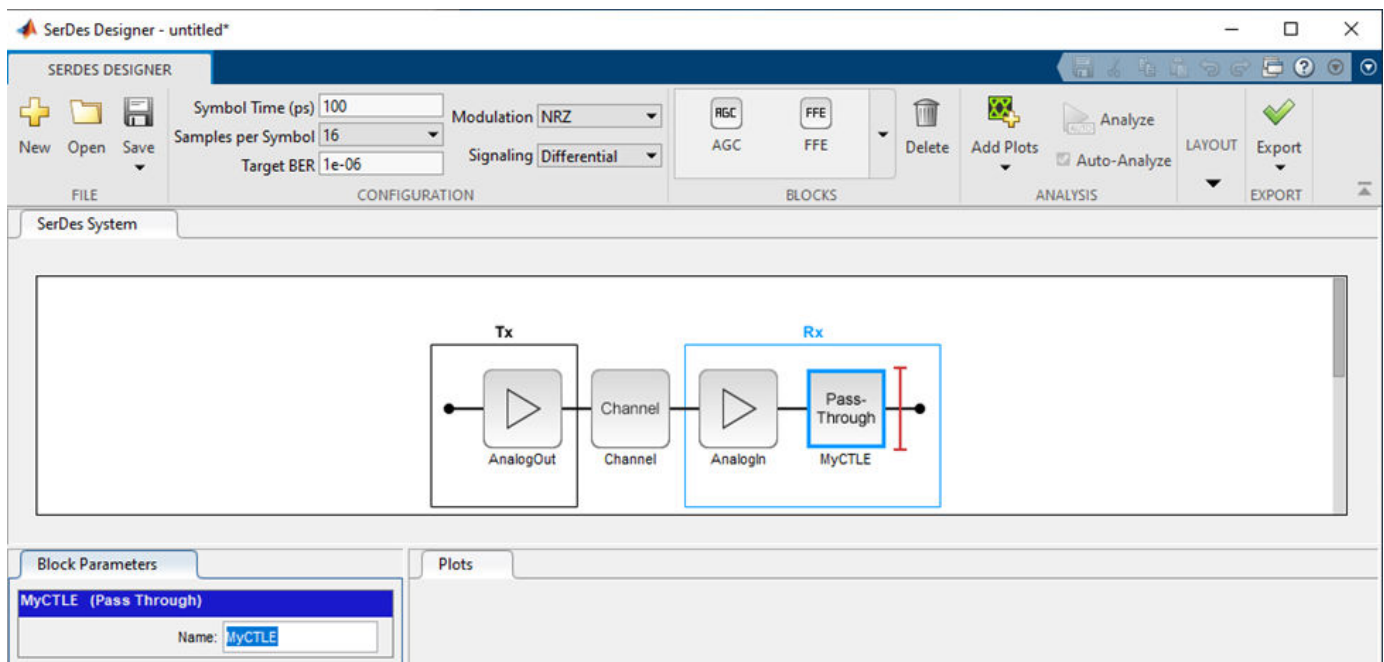 SerDes Designer - untitled*
SERDES DESIGNER
New
Open
Save
FILE
Symbol Time (ps) 100
Samples per Symbol 16
Target BER 1e-06
Modulation NRZ
Signaling Differential
CONFIGURATION
AGC
AGC
FFE
FFE
BLOCKS
Delete
Add Plots
AUTO
Analyze
Auto-Analyze
ANALYSIS
LAYOUT
Export
EXPORT
SerDes System
Tx
AnalogOut
Channel
Channel
Rx
AnalogIn
Pass-
Through
MyCTLE
Block Parameters
MyCTLE (Pass Through)
Name: MyCTLE
Plots